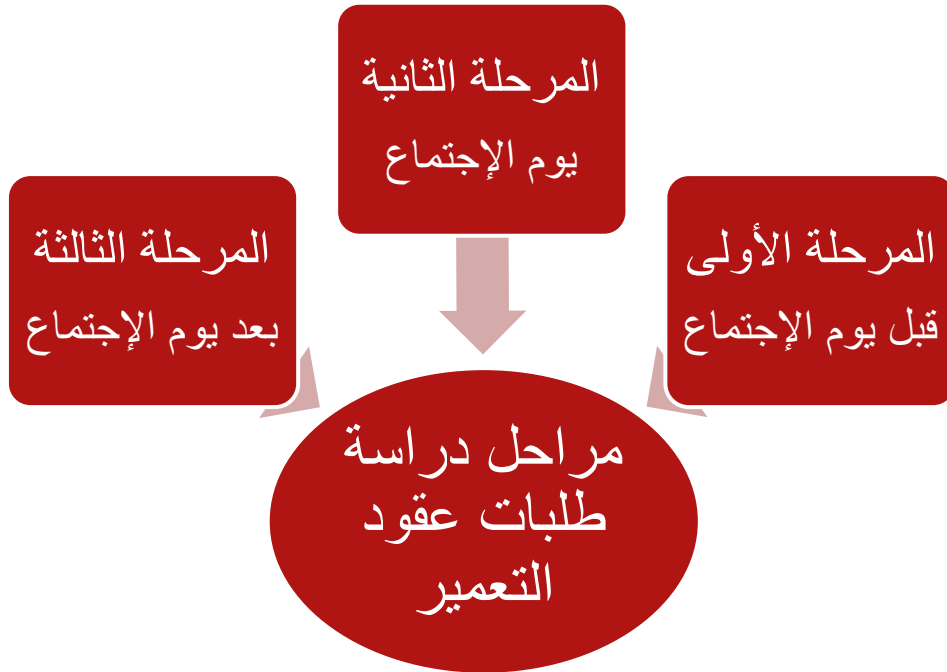 المرحلة الأولى
قبل يوم الإجتماع
المرحلة الثانية
يوم الإجتماع
المرحلة الثالثة
بعد يوم الإجتماع
مراحل دراسة
طلبات عقود
التعمير